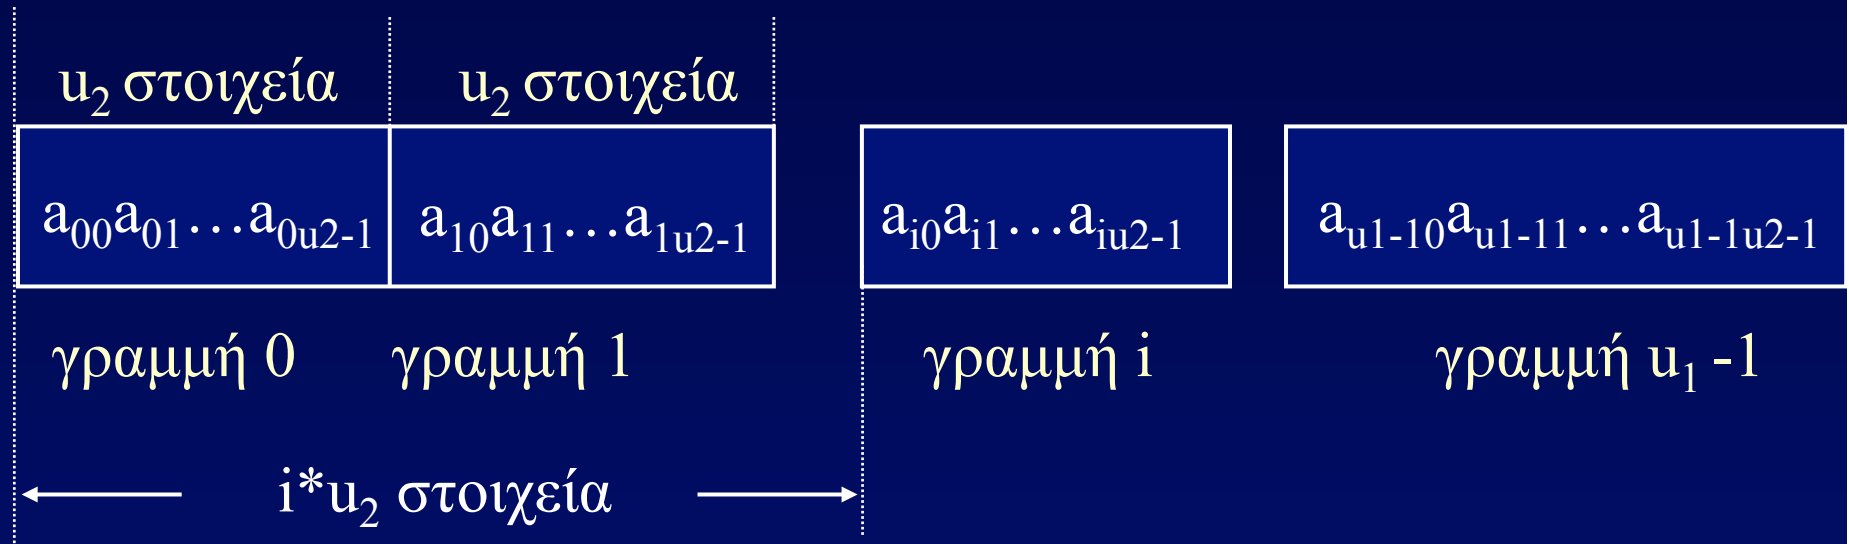 u₂ στοιχεία u₂ στοιχεία
a₀₀a₀₁…a₀ᵤ₂₋₁ a₁₀a₁₁…a₁ᵤ₂₋₁ aᵢ₀aᵢ₁…aᵢᵤ₂₋₁ aᵤ₁₋₁₀aᵤ₁₋₁₁…aᵤ₁₋₁ᵤ₂₋₁
γραμμή 0 γραμμή 1 γραμμή i γραμμή u₁ -1
i*u₂ στοιχεία